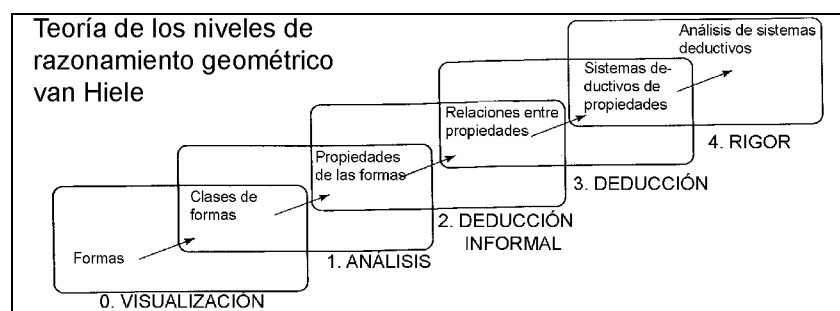 Teoría de los niveles de
razonamiento geométrico
van Hiele
Formas
0. VISUALIZACIÓN
Clases de
formas
1. ANÁLISIS
Propiedades
de las formas
2. DEDUCCIÓN
INFORMAL
Relaciones entre
propiedades
3. DEDUCCIÓN
Sistemas de-
ductivos de
propiedades
4. RIGOR
Análisis de sistemas
deductivos